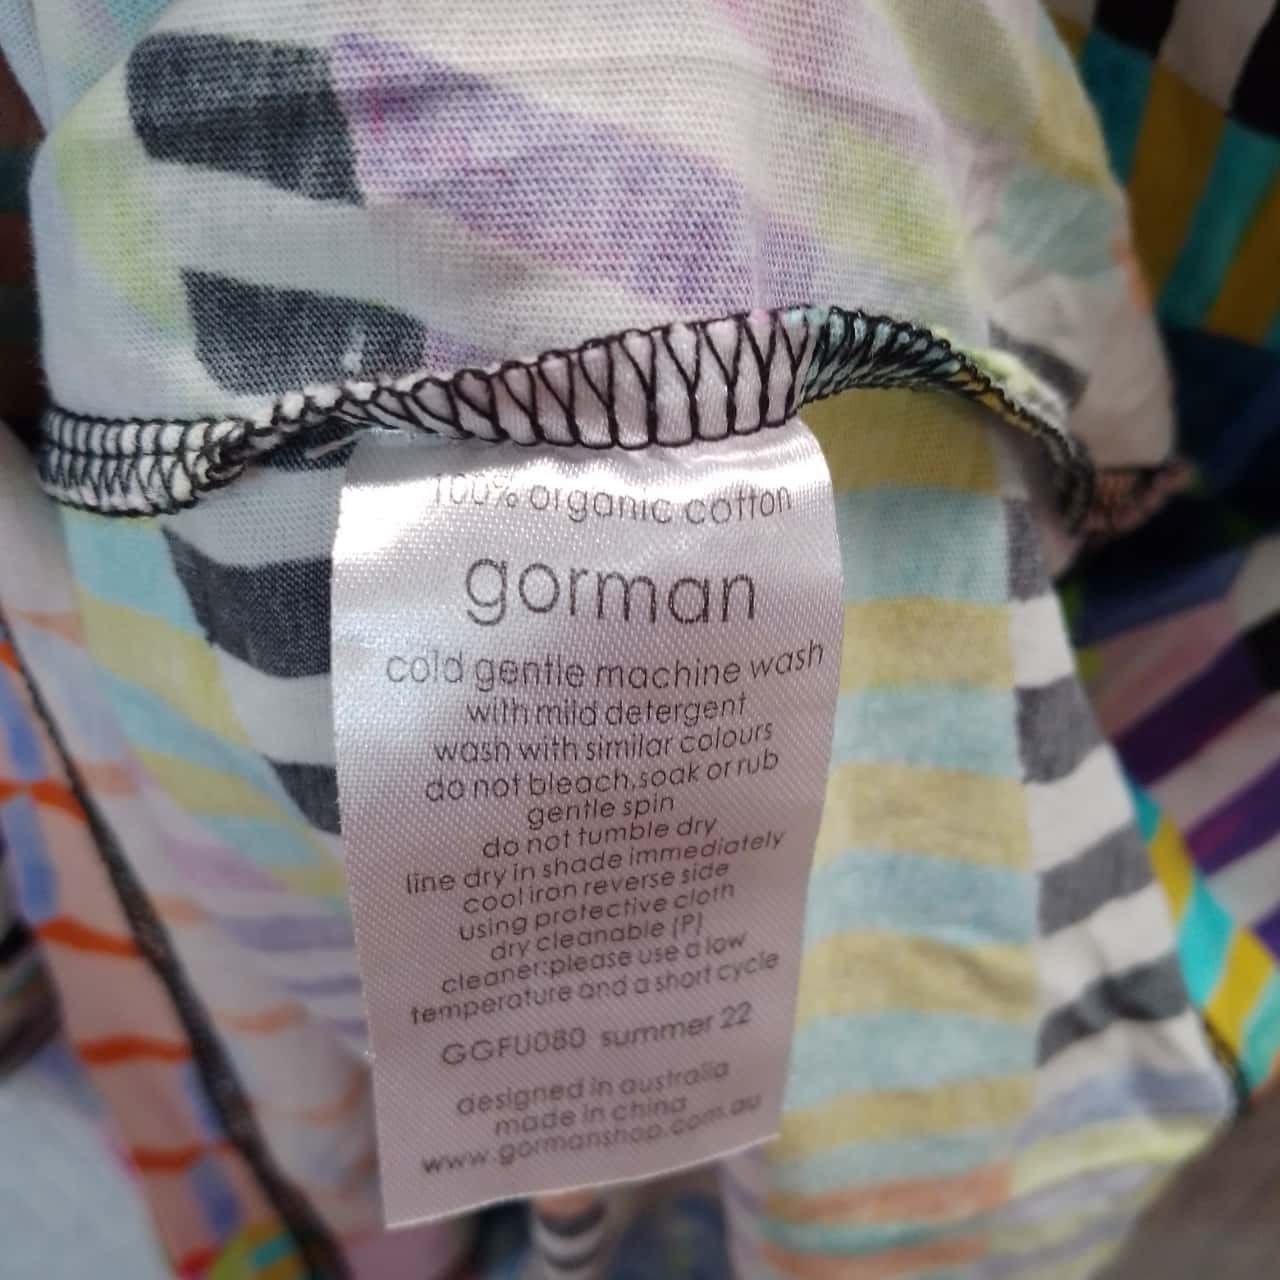 100% organic cotton
gorman
cold gentle machine wash
with mild detergent
wash with similar colours
do not bleach,soak or rub
gentle spin
do not tumble dry
line dry in shade immediately
cool iron reverse side
using protective cloth
dry cleanable (P)
cleaner:please use a low
temperature and a short cycle
GGFU080 summer 22
designed in australia
made in china
www.gormanshop.com.au